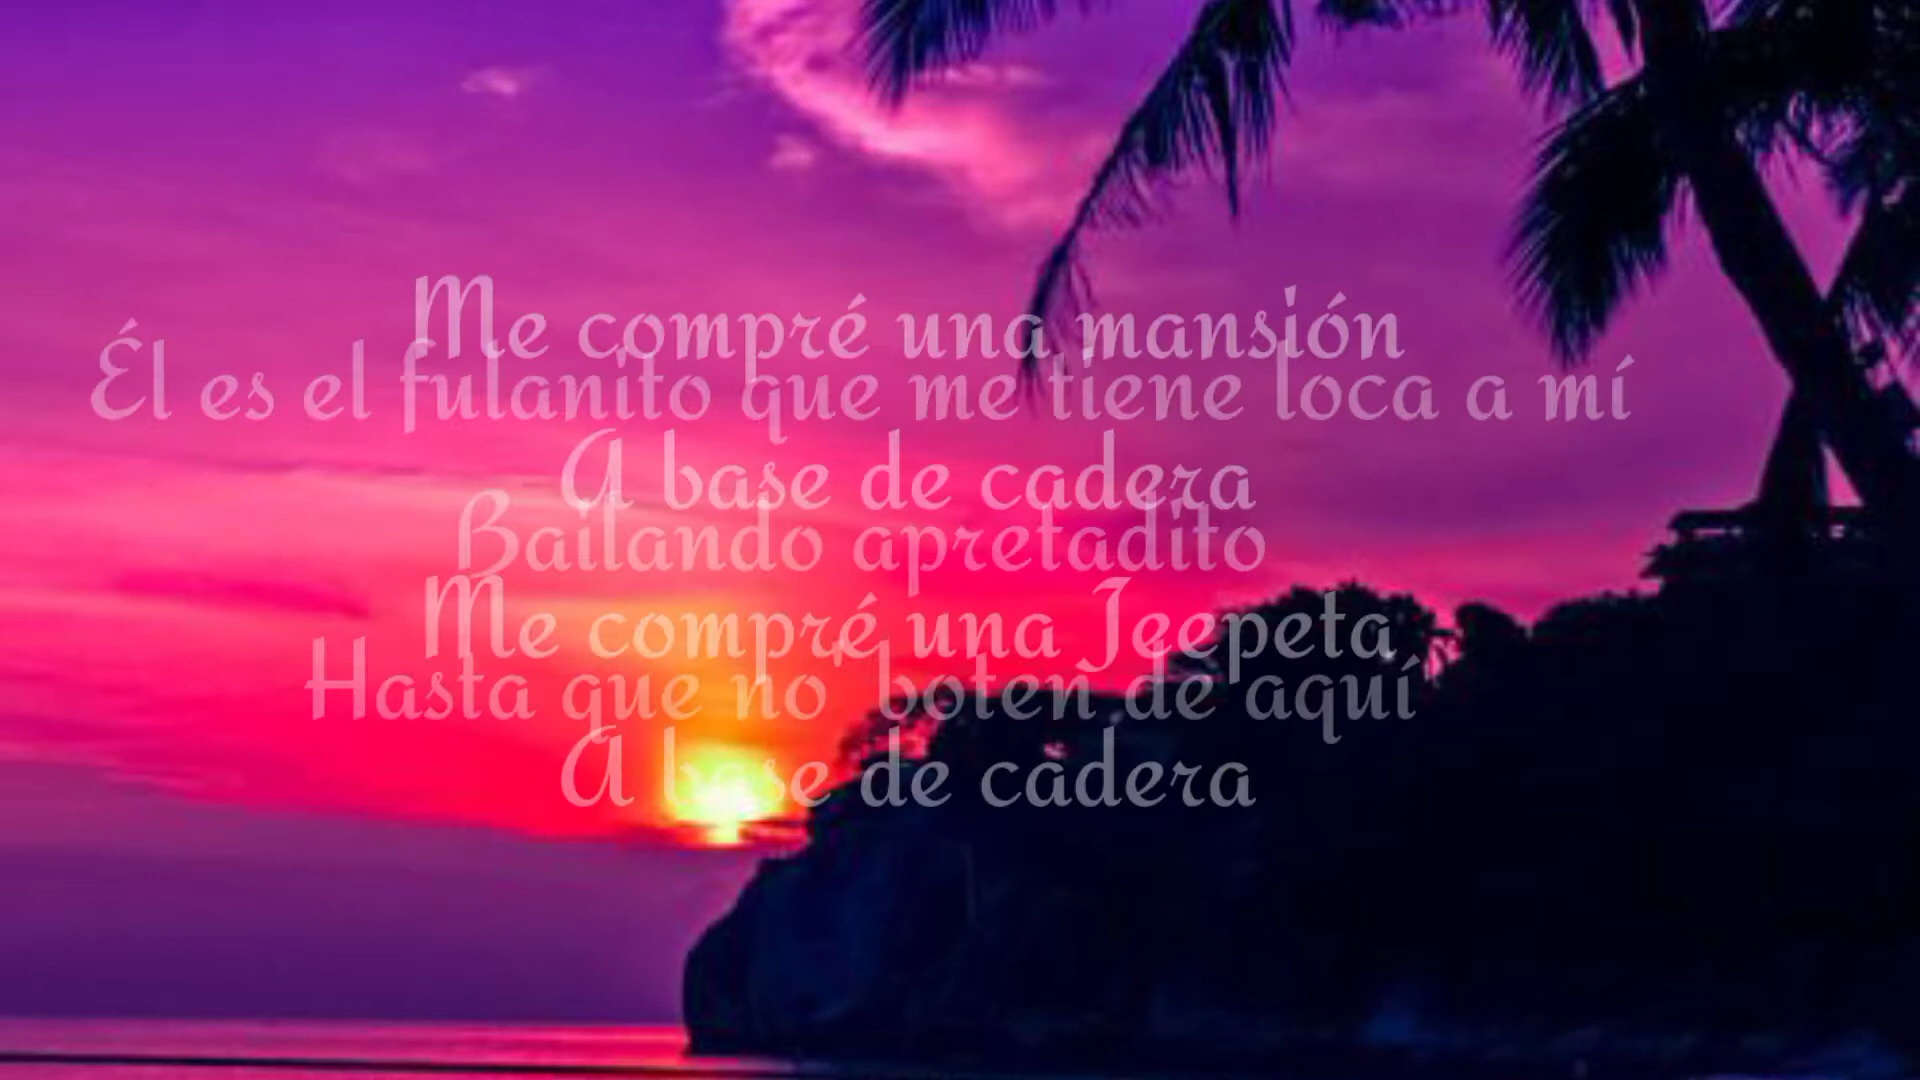 Me compré una mansión
Él es el fulanito que me tiene loca a mí
A base de cadera
Bailando apretadito
Me compré una Jeepeta
Hasta que no  boten de aquí
A base de cadera